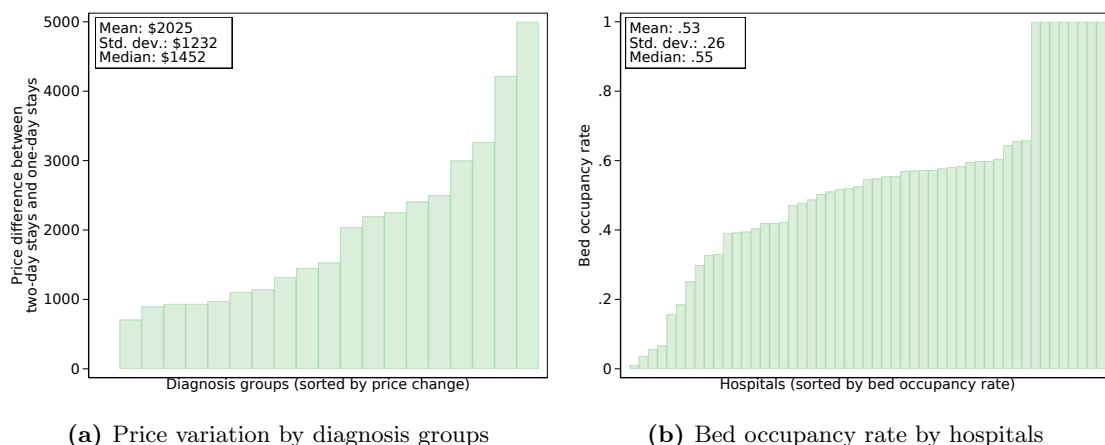 Mean: $2025
Std. dev.: $1232
Median: $1452
5000
4000
3000
2000
1000
0
Price difference between
two-day stays and one-day stays
Diagnosis groups (sorted by price change)
(a) Price variation by diagnosis groups
Mean: .53
Std. dev.: .26
Median: .55
1
.8
.6
.4
.2
0
Bed occupancy rate
Hospitals (sorted by bed occupancy rate)
(b) Bed occupancy rate by hospitals